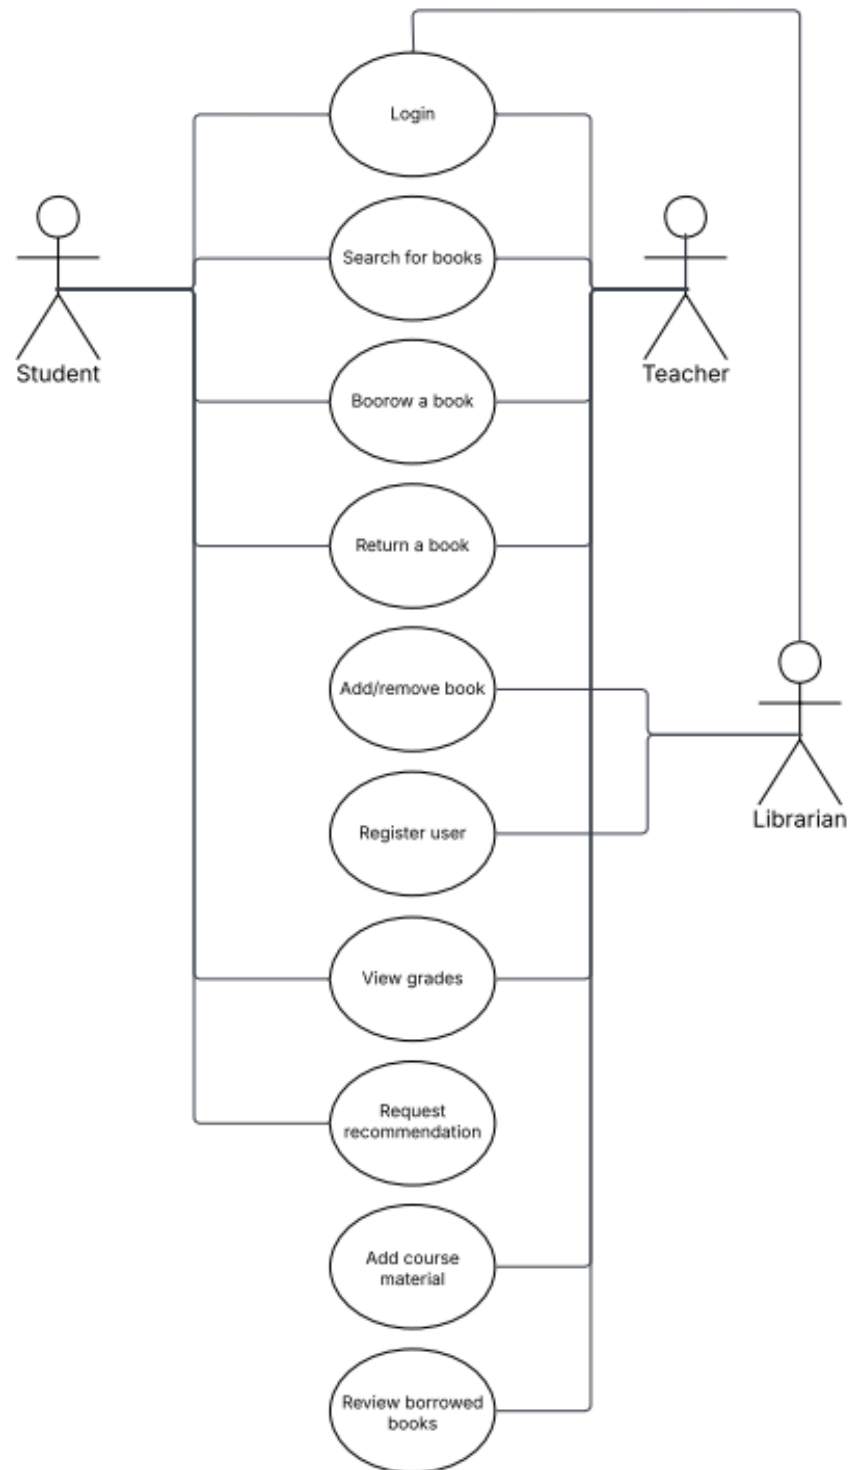 Login
Search for books
Student
Teacher
Boorow a book
Return a book
Add/remove book
Librarian
Register user
View grades
Request
recommendation
Add course
material
Review borrowed
books